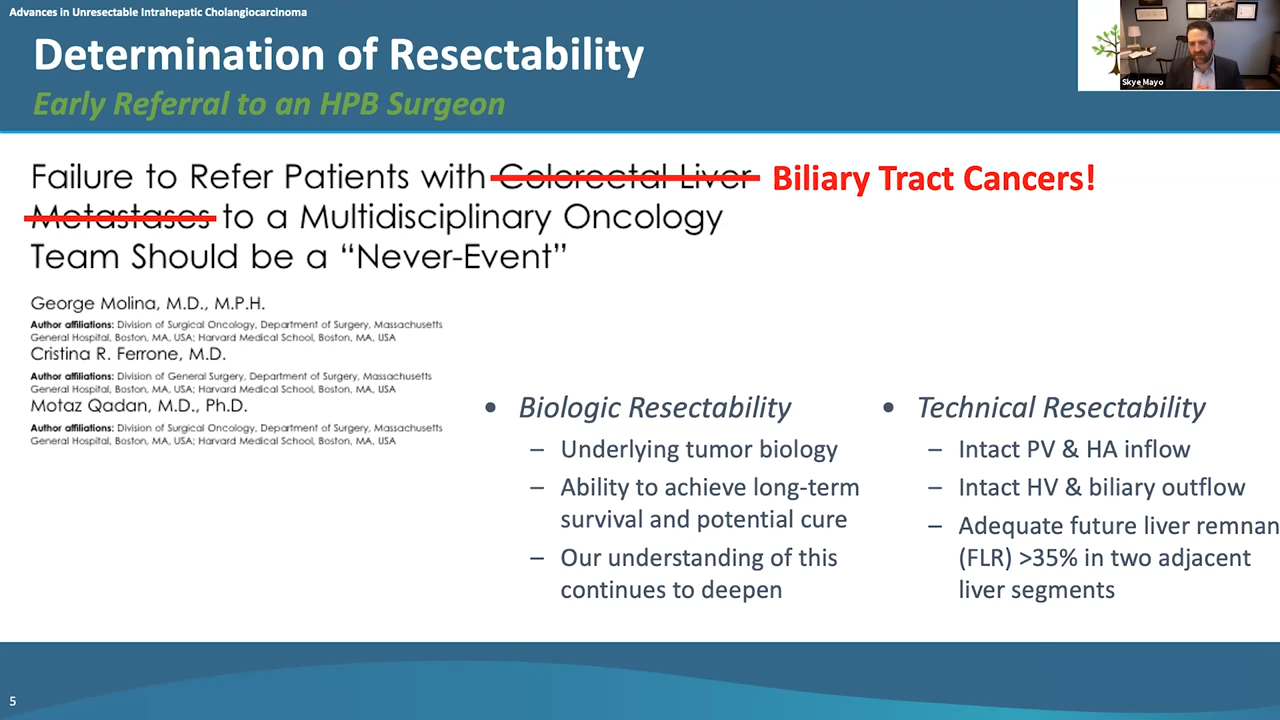 Advances in Unresectable Intrahepatic Cholangiocarcinoma
Determination of Resectability
Early Referral to an HPB Surgeon
Skye Mayo
Failure to Refer Patients with Colorectal Liver Biliary Tract Cancers!
Metastases to a Multidisciplinary Oncology
Team Should be a “Never-Event”
George Molina, M.D., M.P.H.
Author affiliations: Division of Surgical Oncology, Department of Surgery, Massachusetts
General Hospital, Boston, MA, USA; Harvard Medical School, Boston, MA, USA
Cristina R. Ferrone, M.D.
Author affiliations: Division of General Surgery, Department of Surgery, Massachusetts
General Hospital, Boston, MA, USA; Harvard Medical School, Boston, MA, USA
Motaz Qadan, M.D., Ph.D.
Author affiliations: Division of Surgical Oncology, Department of Surgery, Massachusetts
General Hospital, Boston, MA, USA; Harvard Medical School, Boston, MA, USA
• Biologic Resectability
– Underlying tumor biology
– Ability to achieve long-term
survival and potential cure
– Our understanding of this
continues to deepen
• Technical Resectability
– Intact PV & HA inflow
– Intact HV & biliary outflow
– Adequate future liver remnan
(FLR) >35% in two adjacent
liver segments
5